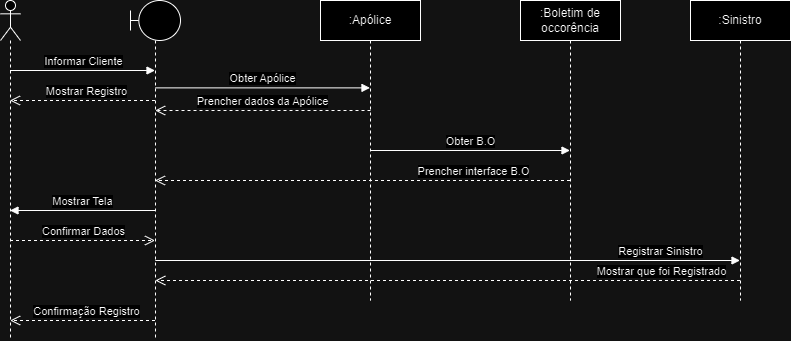 :Apólice
:Boletim de
occorência
:Sinistro
Informar Cliente
Obter Apólice
Mostrar Registro
Prencher dados da Apólice
Obter B.O
Prencher interface B.O
Mostrar Tela
Confirmar Dados
Registrar Sinistro
Mostrar que foi Registrado
Confirmação Registro